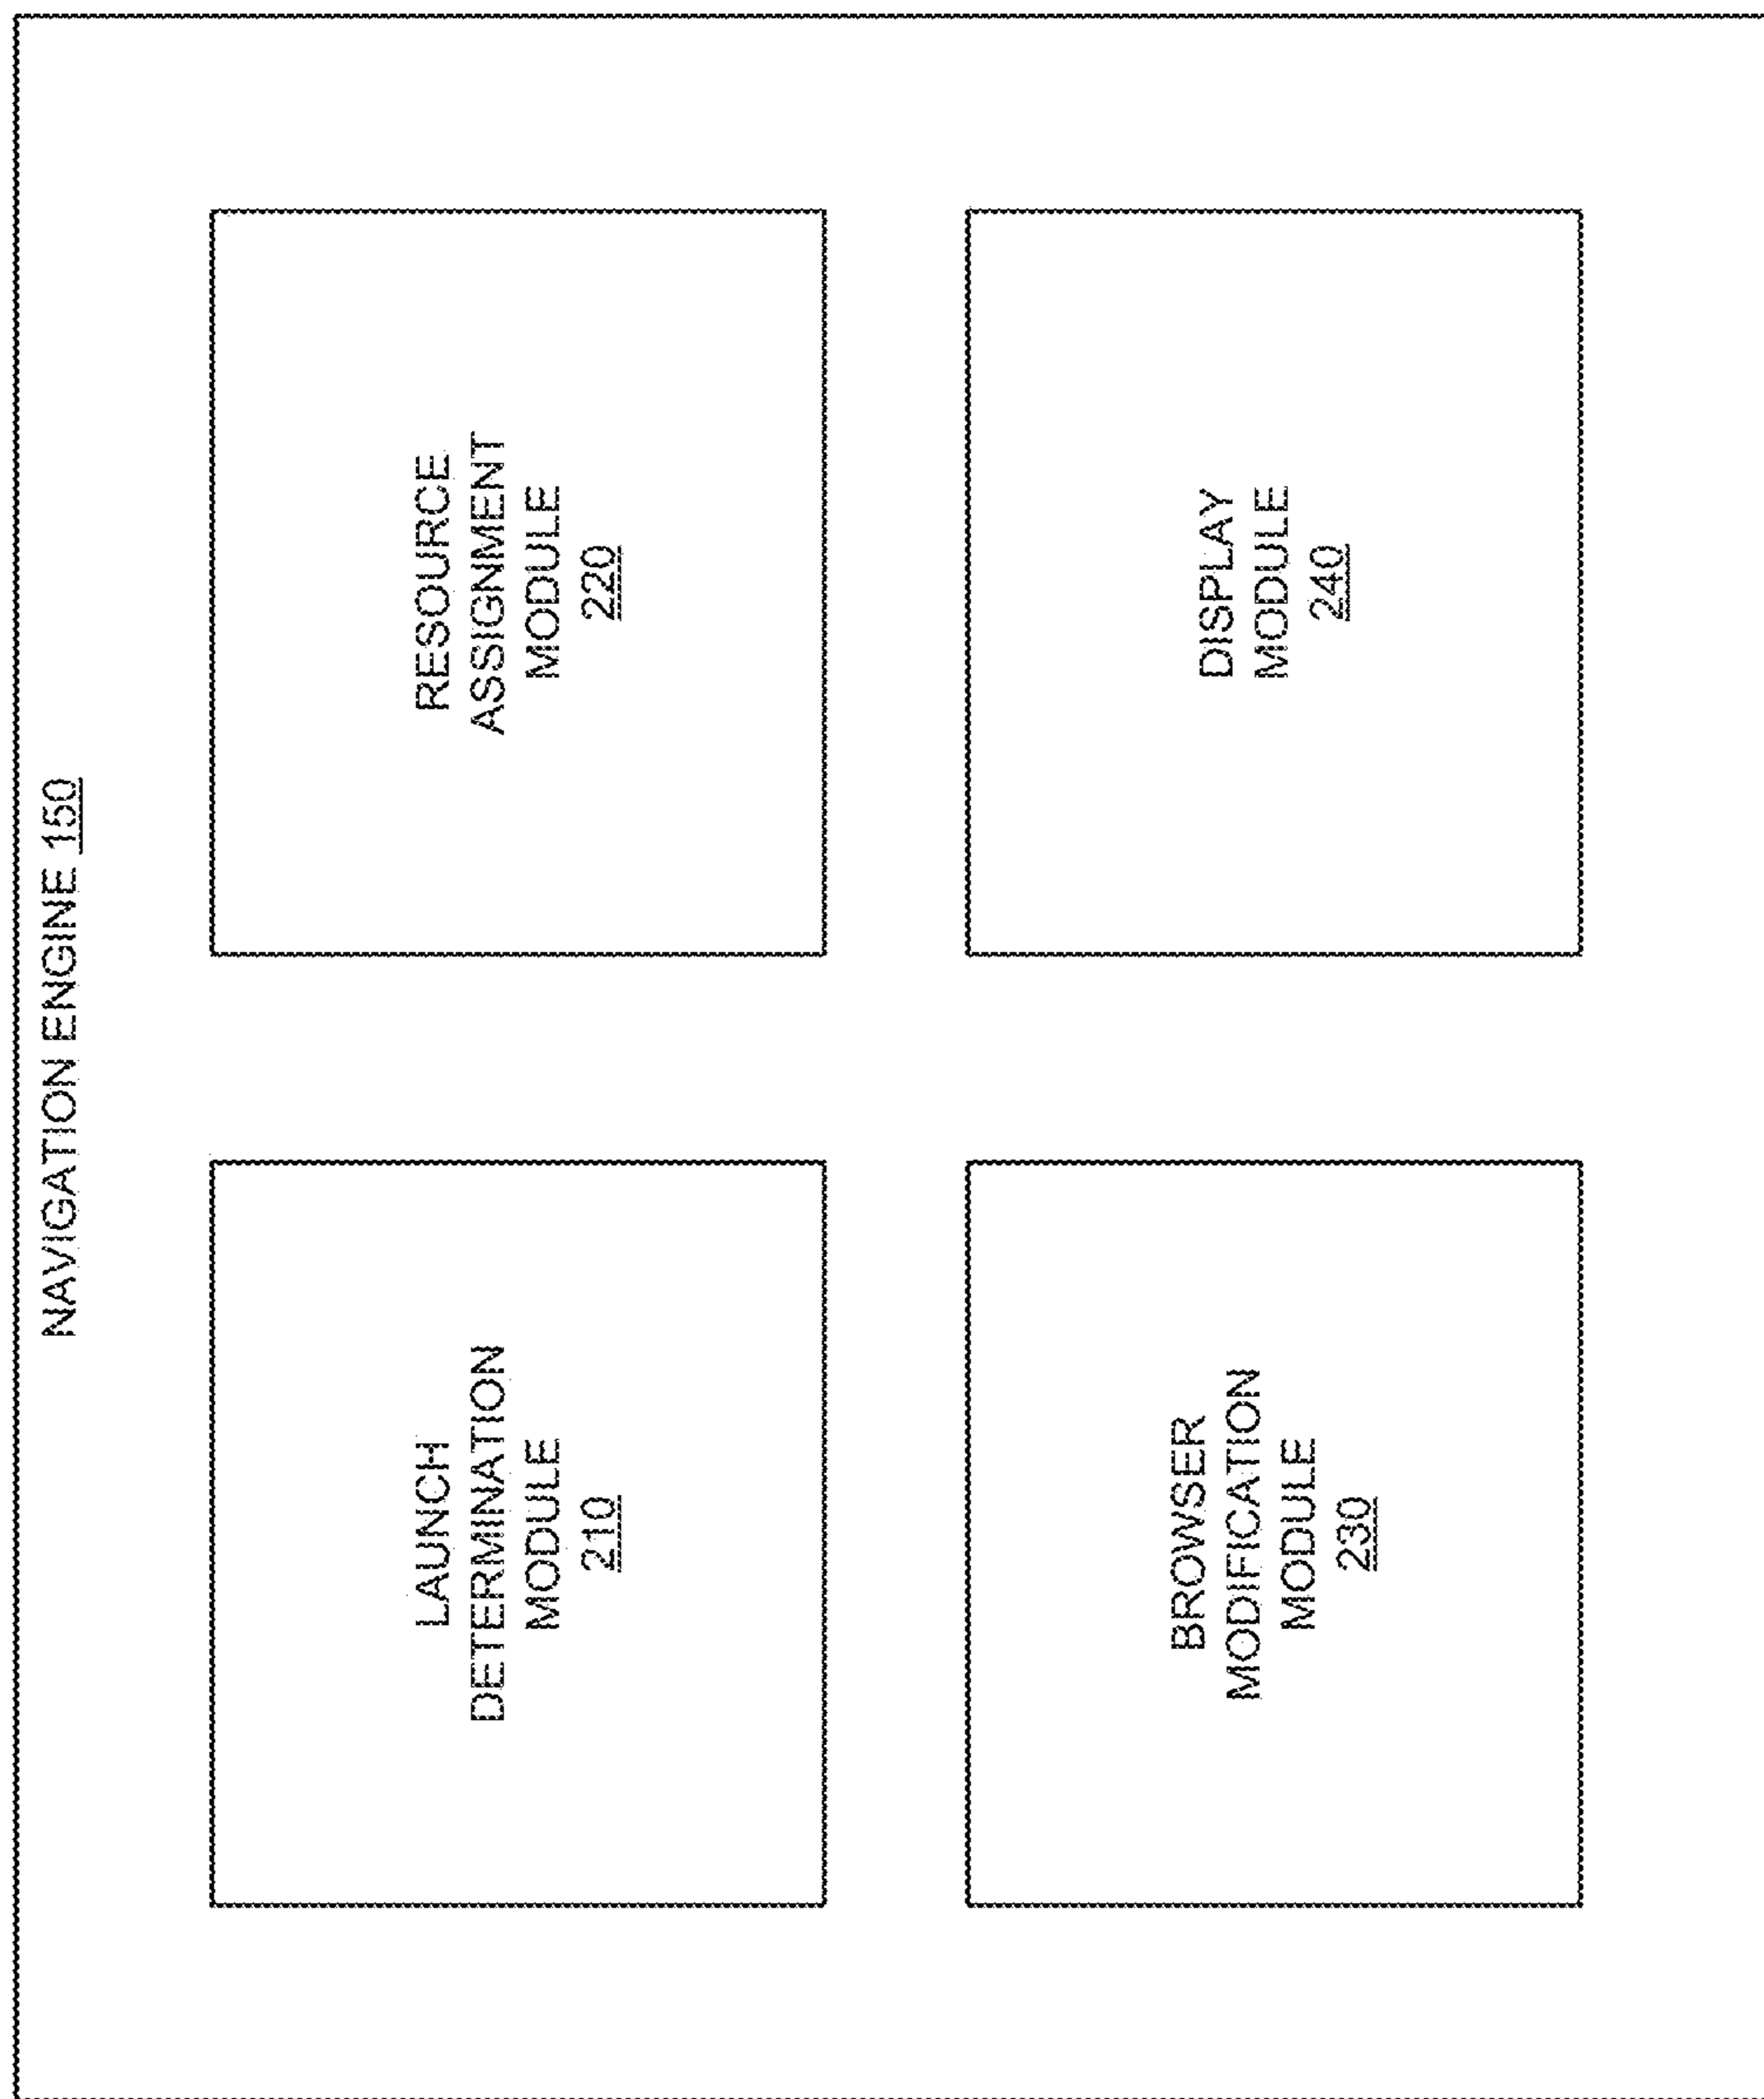 NAVIGATION ENGINE 150
LAUNCH
DETERMINATION
MODULE
210
RESOURCE
ASSIGNMENT
MODULE
220
BROWSER
MODIFICATION
MODULE
230
DISPLAY
MODULE
240